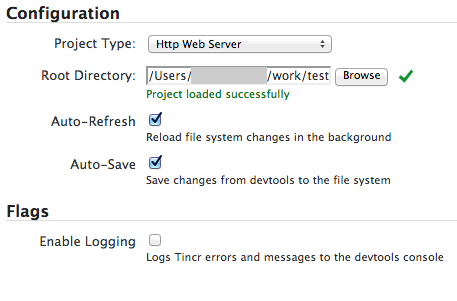 Configuration
Project Type: Http Web Server
Root Directory: /Users/ /work/test Browse
Project loaded successfully
Auto-Refresh
Reload file system changes in the background
Auto-Save
Save changes from devtools to the file system
Flags
Enable Logging
Logs Tincr errors and messages to the devtools console